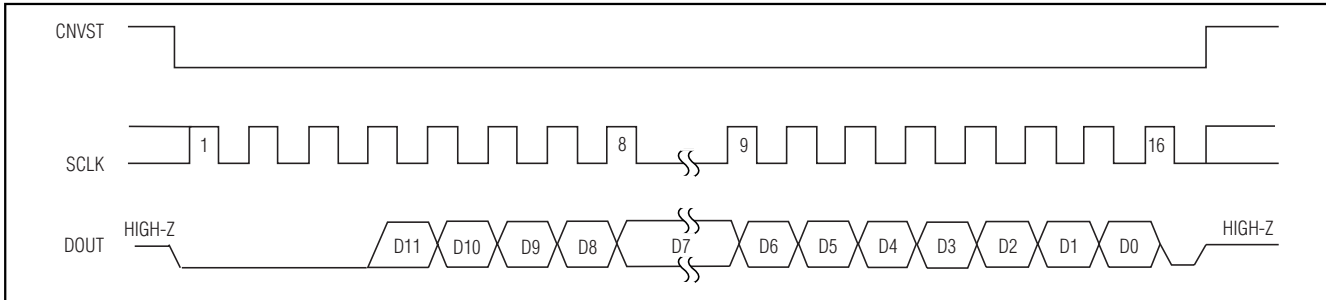 CNVST
1
8
9
16
SCLK
HIGH-Z
DOUT
D11
D10
D9
D8
D7
D6
D5
D4
D3
D2
D1
D0
HIGH-Z